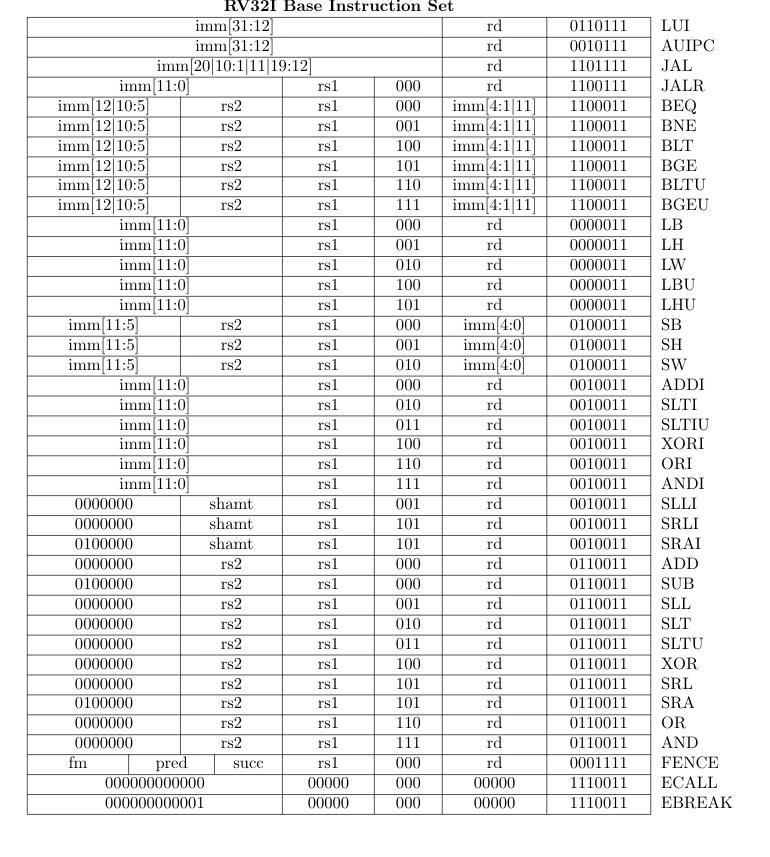 RV32I Base Instruction Set
imm[31:12] rd 0110111 LUI
imm[31:12] rd 0010111 AUIPC
imm[20|10:1|11|19:12] rd 1101111 JAL
imm[11:0] rs1 000 rd 1100111 JALR
imm[12|10:5] rs2 rs1 000 imm[4:1|11] 1100011 BEQ
imm[12|10:5] rs2 rs1 001 imm[4:1|11] 1100011 BNE
imm[12|10:5] rs2 rs1 100 imm[4:1|11] 1100011 BLT
imm[12|10:5] rs2 rs1 101 imm[4:1|11] 1100011 BGE
imm[12|10:5] rs2 rs1 110 imm[4:1|11] 1100011 BLTU
imm[12|10:5] rs2 rs1 111 imm[4:1|11] 1100011 BGEU
imm[11:0] rs1 000 rd 0000011 LB
imm[11:0] rs1 001 rd 0000011 LH
imm[11:0] rs1 010 rd 0000011 LW
imm[11:0] rs1 100 rd 0000011 LBU
imm[11:0] rs1 101 rd 0000011 LHU
imm[11:5] rs2 rs1 000 imm[4:0] 0100011 SB
imm[11:5] rs2 rs1 001 imm[4:0] 0100011 SH
imm[11:5] rs2 rs1 010 imm[4:0] 0100011 SW
imm[11:0] rs1 000 rd 0010011 ADDI
imm[11:0] rs1 010 rd 0010011 SLTI
imm[11:0] rs1 011 rd 0010011 SLTIU
imm[11:0] rs1 100 rd 0010011 XORI
imm[11:0] rs1 110 rd 0010011 ORI
imm[11:0] rs1 111 rd 0010011 ANDI
0000000 shamt rs1 001 rd 0010011 SLLI
0000000 shamt rs1 101 rd 0010011 SRLI
0100000 shamt rs1 101 rd 0010011 SRAI
0000000 rs2 rs1 000 rd 0110011 ADD
0100000 rs2 rs1 000 rd 0110011 SUB
0000000 rs2 rs1 001 rd 0110011 SLL
0000000 rs2 rs1 010 rd 0110011 SLT
0000000 rs2 rs1 011 rd 0110011 SLTU
0000000 rs2 rs1 100 rd 0110011 XOR
0000000 rs2 rs1 101 rd 0110011 SRL
0100000 rs2 rs1 101 rd 0110011 SRA
0000000 rs2 rs1 110 rd 0110011 OR
0000000 rs2 rs1 111 rd 0110011 AND
fm pred succ rs1 000 rd 0001111 FENCE
000000000000 00000 000 00000 1110011 ECALL
000000000001 00000 000 00000 1110011 EBREAK